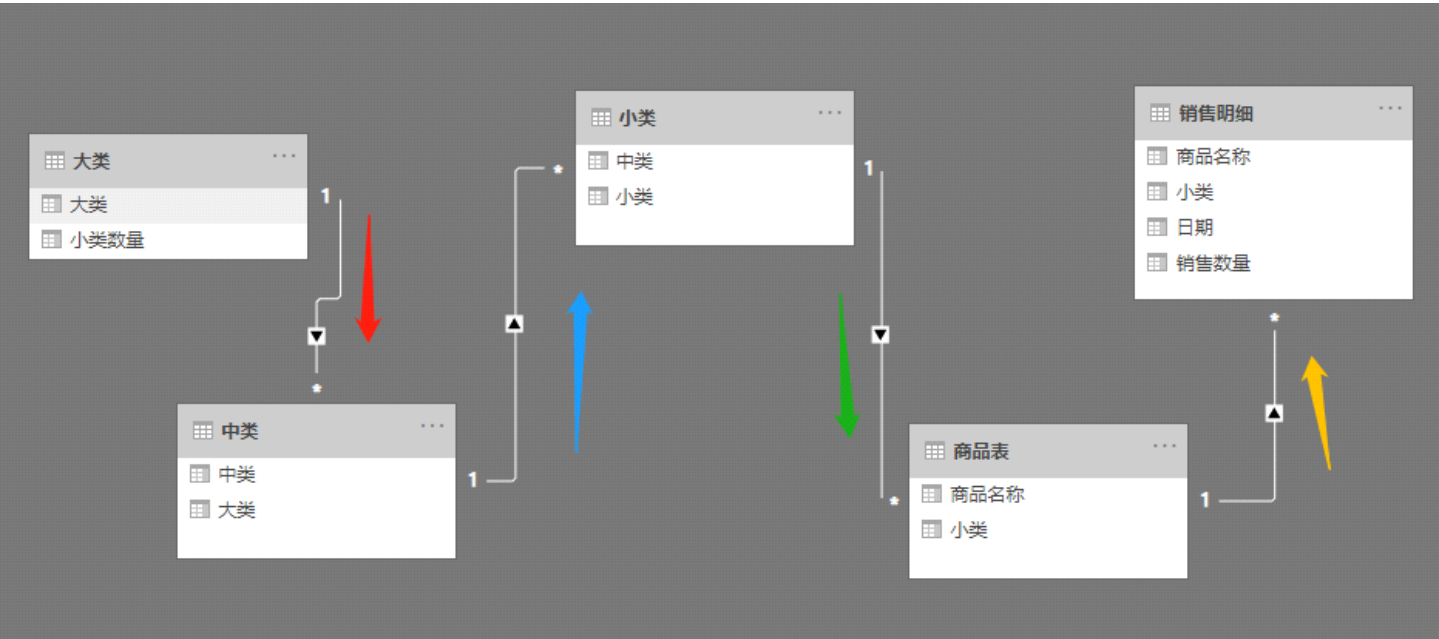 大类
大类
小类数量
1
*
中类
中类
大类
1
*
小类
中类
小类
1
*
商品表
商品名称
小类
1
*
销售明细
商品名称
小类
日期
销售数量